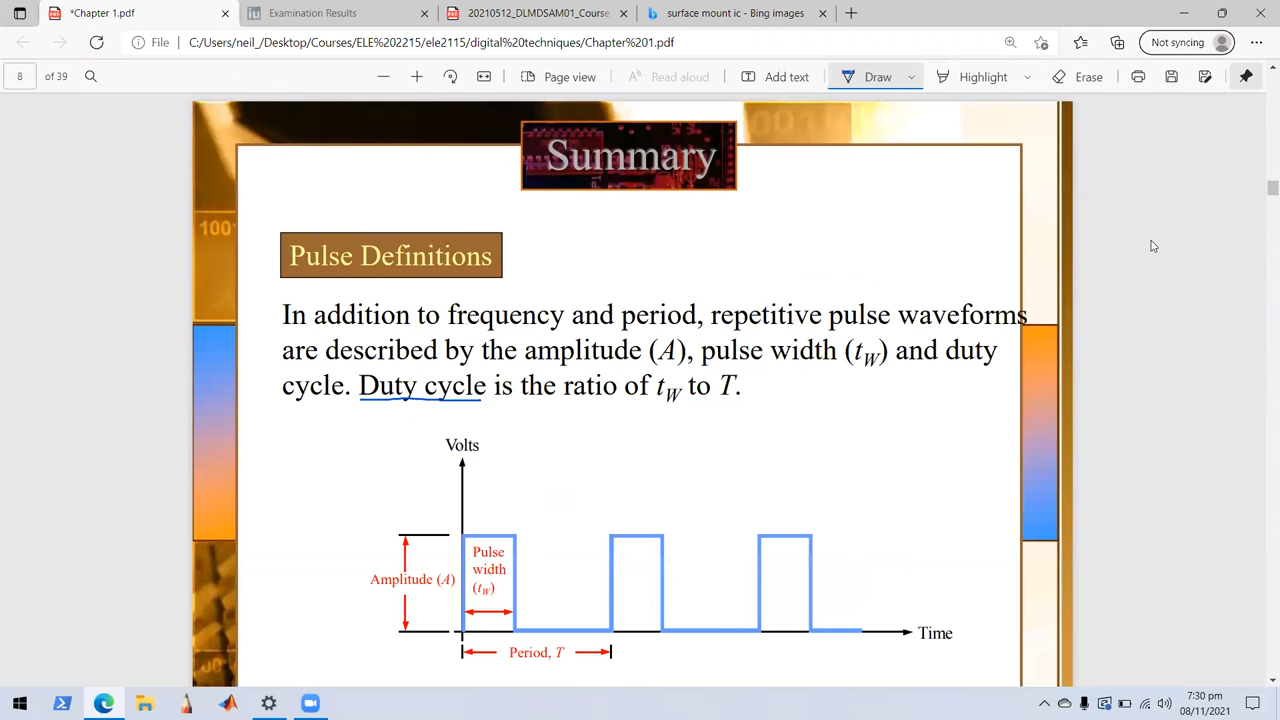 *Chapter 1.pdf
Examination Results
20210512_DLMDSAM01_Course_
surface mount ic - Bing images
File
C:/Users/neil_/Desktop/Courses/ELE%202215/ele2115/digital%20techniques/Chapter%201.pdf
Not syncing
8 of 39
Page view
Read aloud
Add text
Draw
Highlight
Erase
Summary
1001
100
Pulse Definitions
In addition to frequency and period, repetitive pulse waveforms
are described by the amplitude (A), pulse width (tW) and duty
cycle. Duty cycle is the ratio of tW to T.
Volts
Pulse
width
(tW)
Amplitude (A)
Time
Period, T
7:30 pm
08/11/2021